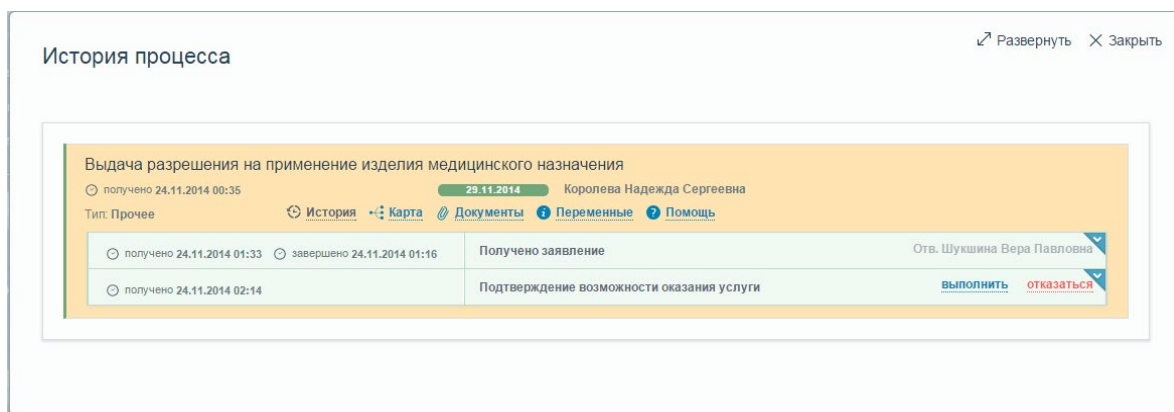 Развернуть Закрыть
История процесса
Выдача разрешения на применение изделия медицинского назначения
получено 24.11.2014 00:35 29.11.2014 Королева Надежда Сергеевна
Тип: Прочее История Карта Документы Переменные Помощь
получено 24.11.2014 01:33 завершено 24.11.2014 01:16 Получено заявление Отв. Шукшина Вера Павловна
получено 24.11.2014 02:14 Подтверждение возможности оказания услуги выполнить отказаться